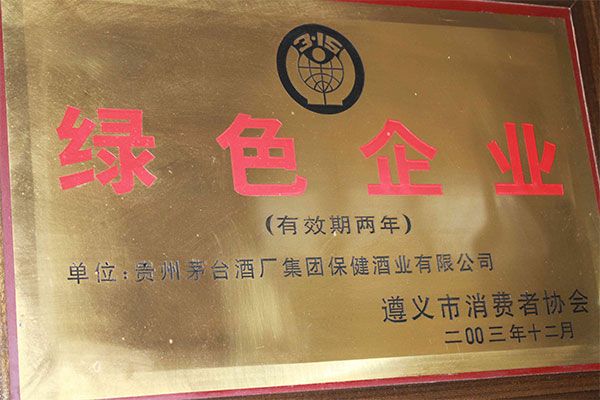 3·15
绿色企业
(有效期两年)
单位:贵州茅台酒厂集团保健酒业有限公司
遵义市消费者协会
二00三年十二月